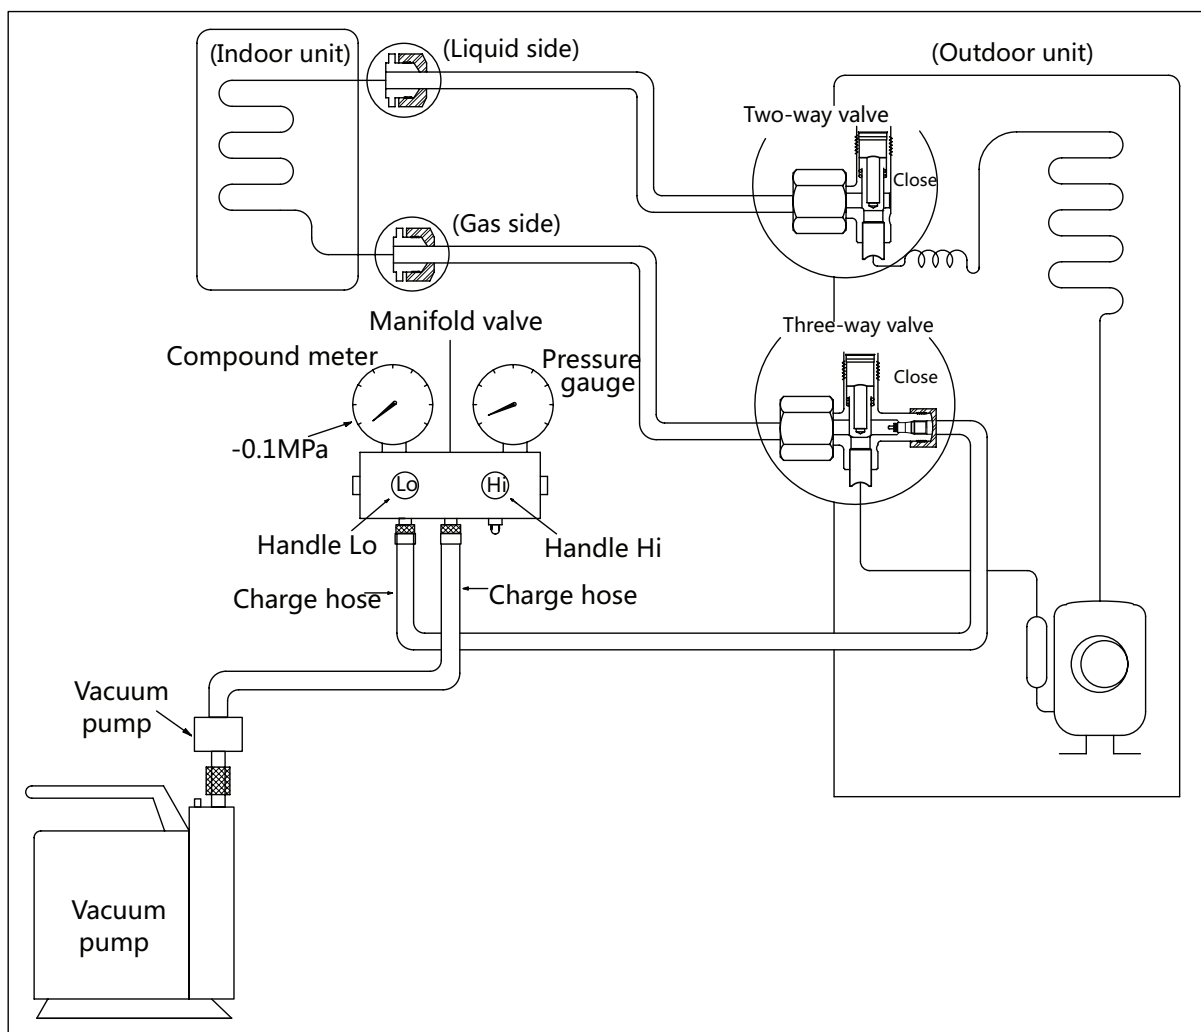 (Indoor unit)
(Liquid side)
(Outdoor unit)
Two-way valve
Close
(Gas side)
Manifold valve
Three-way valve
Compound meter
Pressure
gauge
Close
-0.1MPa
Lo
Hi
Handle Lo
Handle Hi
Charge hose
Charge hose
Vacuum
pump
Vacuum
pump